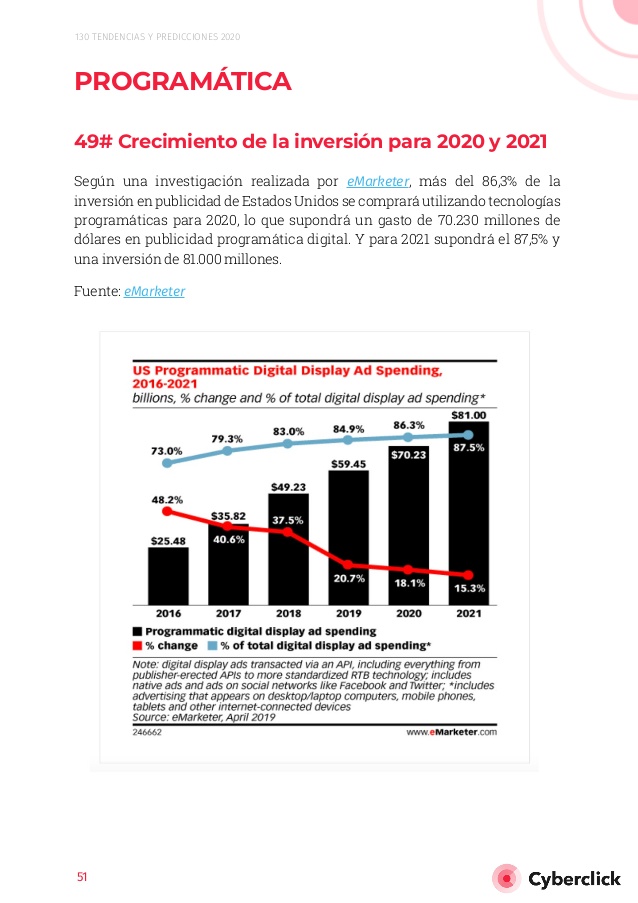 130 TENDENCIAS Y PREDICCIONES 2020
PROGRAMÁTICA
49# Crecimiento de la inversión para 2020 y 2021
Según una investigación realizada por eMarketer, más del 86,3% de la
inversión en publicidad de Estados Unidos se comprará utilizando tecnologías
programáticas para 2020, lo que supondrá un gasto de 70.230 millones de
dólares en publicidad programática digital. Y para 2021 supondrá el 87,5% y
una inversión de 81.000 millones.
Fuente: eMarketer
US Programmatic Digital Display Ad Spending,
2016-2021
billions, % change and % of total digital display ad spending*
73.0% 79.3% 83.0% 84.9% 86.3% 87.5%
$25.48 $35.82 $49.23 $59.45 $70.23 $81.00
48.2% 40.6% 37.5% 20.7% 18.1% 15.3%
2016 2017 2018 2019 2020 2021
Programmatic digital display ad spending
% change % of total digital display ad spending*
Note: digital display ads transacted via an API, including everything from
publisher-erected APIs to more standardized RTB technology; includes
native ads and ads on social networks like Facebook and Twitter; *includes
advertising that appears on desktop/laptop computers, mobile phones,
tablets and other internet-connected devices
Source: eMarketer, April 2019
246662 www.eMarketer.com
51
Cyberclick